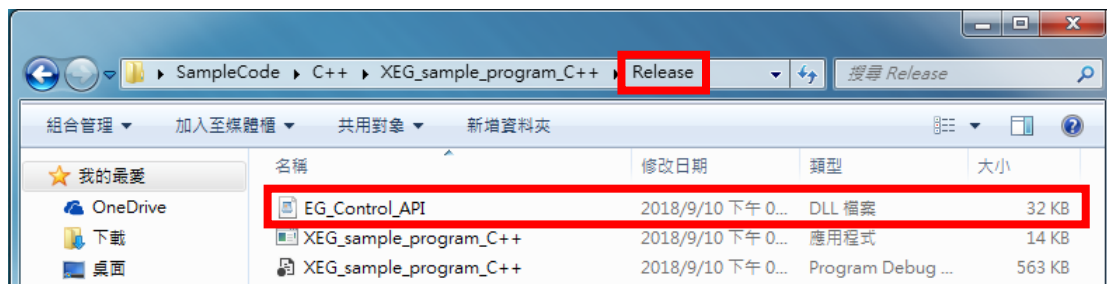 SampleCode ▸ C++ ▸ XEG_sample_program_C++ ▸ Release 搜尋 Release
組合管理 加入至媒體櫃 共用對象 新增資料夾
名稱 修改日期 類型 大小
我的最愛
OneDrive EG_Control_API 2018/9/10 下午 0... DLL 檔案 32 KB
下載 XEG_sample_program_C++ 2018/9/10 下午 0... 應用程式 14 KB
桌面 XEG_sample_program_C++ 2018/9/10 下午 0... Program Debug ... 563 KB